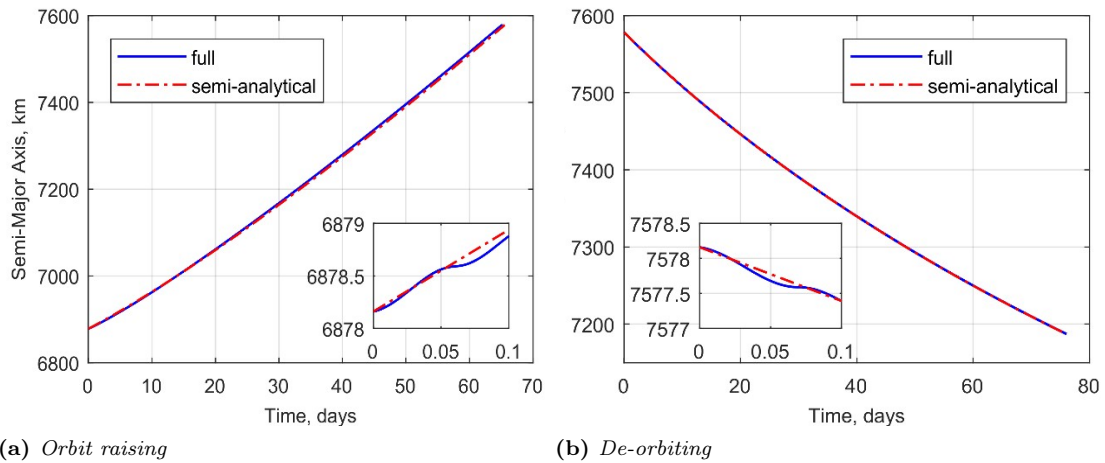 7600
7400
7200
7000
6800
Semi-Major Axis, km
full
semi-analytical
6879
6878.5
6878
0 0.05 0.1
0 10 20 30 40 50 60 70
Time, days
(a) Orbit raising
7600
7500
7400
7300
7200
full
semi-analytical
7578.5
7578
7577.5
7577
0 0.05 0.1
0 20 40 60 80
Time, days
(b) De-orbiting